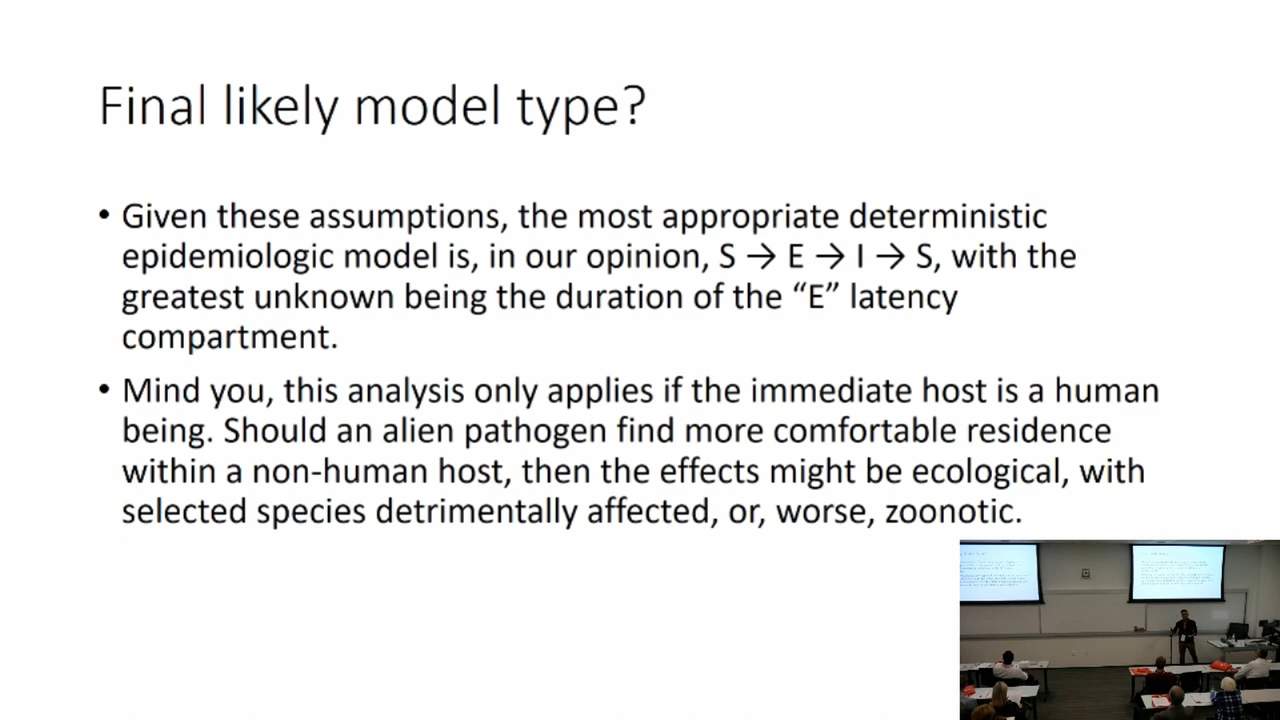 Final likely model type?
• Given these assumptions, the most appropriate deterministic
epidemiologic model is, in our opinion, S → E → I → S, with the
greatest unknown being the duration of the “E” latency
compartment.
• Mind you, this analysis only applies if the immediate host is a human
being. Should an alien pathogen find more comfortable residence
within a non-human host, then the effects might be ecological, with
selected species detrimentally affected, or, worse, zoonotic.